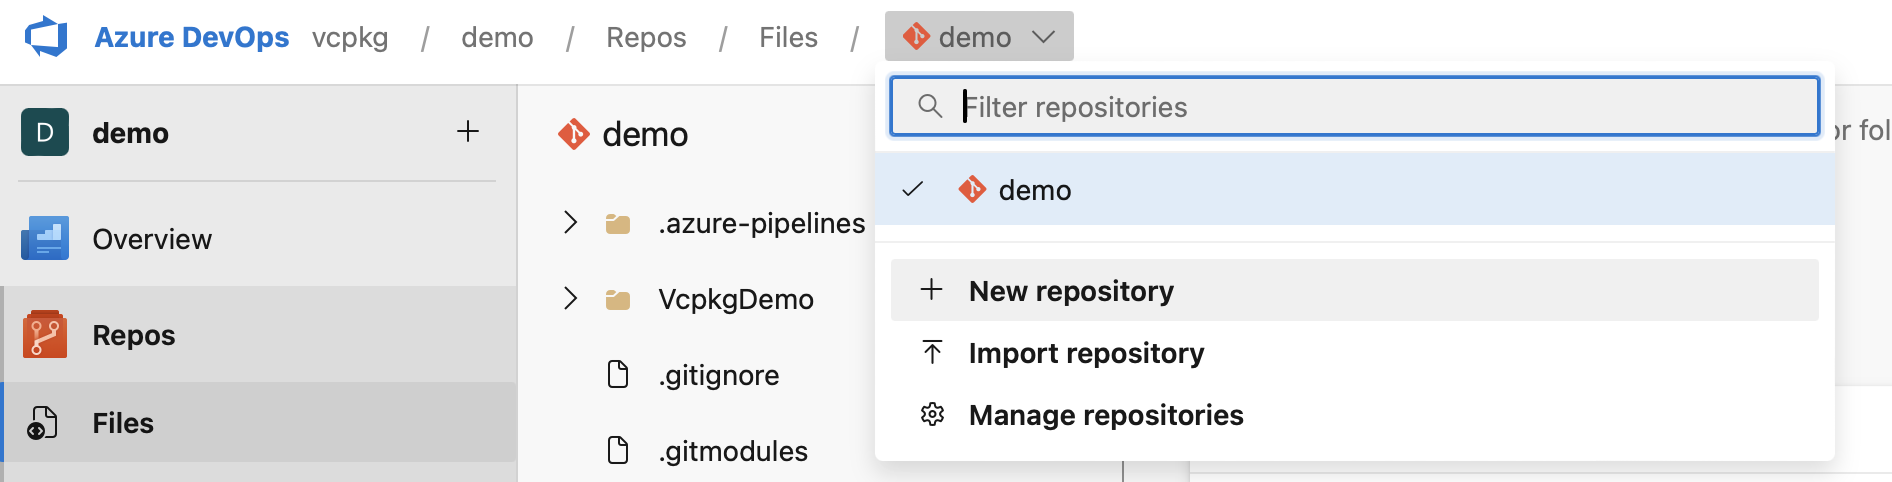 Azure DevOps vcpkg / demo / Repos / Files / demo
D demo
Overview
Repos
Files
demo
.azure-pipelines
VcpkgDemo
.gitignore
.gitmodules
Filter repositories
demo
New repository
Import repository
Manage repositories
or fol